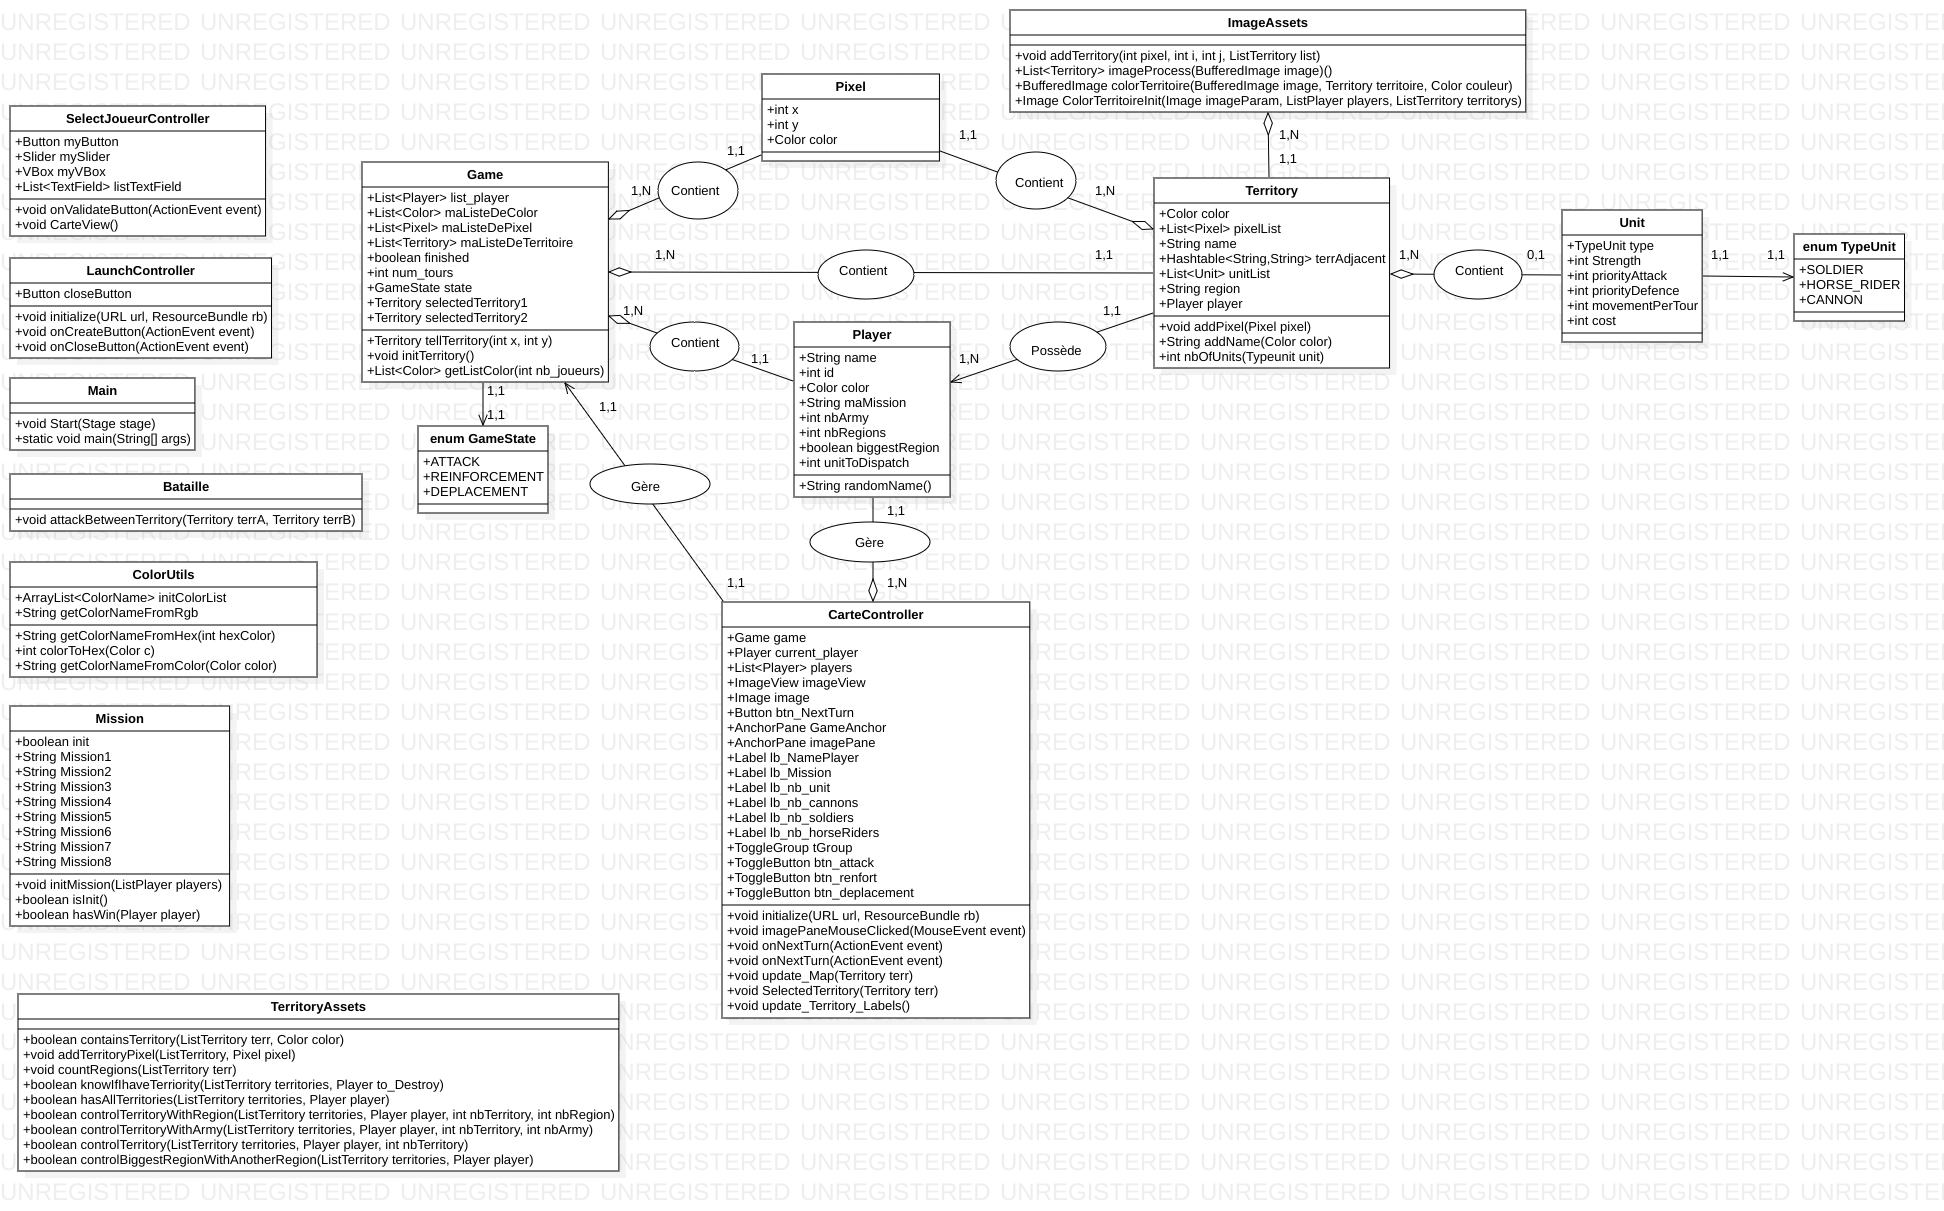 ImageAssets
+void addTerritory(int pixel, int i, int j, ListTerritory list)
+List<Territory> imageProcess(BufferedImage image)()
+BufferedImage colorTerritoire(BufferedImage image, Territory territoire, Color couleur)
+Image ColorTerritoireInit(Image imageParam, ListPlayer players, ListTerritory territorys)
1,N
1,1
Pixel
+int x
+int y
+Color color
1,1
1,1
Contient
1,N
Contient
1,N
SelectJoueurController
+Button myButton
+Slider mySlider
+VBox myVBox
+List<TextField> listTextField
+void onValidateButton(ActionEvent event)
+void CarteView()
Game
+List<Player> list_player
+List<Color> maListeDeColor
+List<Pixel> maListeDePixel
+List<Territory> maListeDeTerritoire
+boolean finished
+int num_tours
+GameState state
+Territory selectedTerritory1
+Territory selectedTerritory2
+Territory tellTerritory(int x, int y)
+void initTerritory()
+List<Color> getListColor(int nb_joueurs)
1,N
Contient
1,1
Territory
+Color color
+List<Pixel> pixelList
+String name
+Hashtable<String,String> terrAdjacent
+List<Unit> unitList
+String region
+Player player
+void addPixel(Pixel pixel)
+String addName(Color color)
+int nbOfUnits(Typeunit unit)
1,N
Contient
0,1
Unit
+TypeUnit type
+int Strength
+int priorityAttack
+int priorityDefence
+int movementPerTour
+int cost
1,1
1,1
enum TypeUnit
+SOLDIER
+HORSE_RIDER
+CANNON
LaunchController
+Button closeButton
+void initialize(URL url, ResourceBundle rb)
+void onCreateButton(ActionEvent event)
+void onCloseButton(ActionEvent event)
1,N
Contient
1,1
Player
+String name
+int id
+Color color
+String maMission
+int nbArmy
+int nbRegions
+boolean biggestRegion
+int unitToDispatch
+String randomName()
1,1
Possède
1,N
Main
+void Start(Stage stage)
+static void main(String[] args)
1,1
1,1
enum GameState
+ATTACK
+REINFORCEMENT
+DEPLACEMENT
1,1
Gère
1,1
Bataille
+void attackBetweenTerritory(Territory terrA, Territory terrB)
1,1
Gère
1,N
ColorUtils
+ArrayList<ColorName> initColorList
+String getColorNameFromRgb
+String getColorNameFromHex(int hexColor)
+int colorToHex(Color c)
+String getColorNameFromColor(Color color)
CarteController
+Game game
+Player current_player
+List<Player> players
+ImageView imageView
+Image image
+Button btn_NextTurn
+AnchorPane GameAnchor
+AnchorPane imagePane
+Label lb_NamePlayer
+Label lb_Mission
+Label lb_nb_unit
+Label lb_nb_cannons
+Label lb_nb_soldiers
+Label lb_nb_horseRiders
+ToggleGroup tGroup
+ToggleButton btn_attack
+ToggleButton btn_renfort
+ToggleButton btn_deplacement
+void initialize(URL url, ResourceBundle rb)
+void imagePaneMouseClicked(MouseEvent event)
+void onNextTurn(ActionEvent event)
+void onNextTurn(ActionEvent event)
+void update_Map(Territory terr)
+void SelectedTerritory(Territory terr)
+void update_Territory_Labels()
Mission
+boolean init
+String Mission1
+String Mission2
+String Mission3
+String Mission4
+String Mission5
+String Mission6
+String Mission7
+String Mission8
+void initMission(ListPlayer players)
+boolean isInit()
+boolean hasWin(Player player)
TerritoryAssets
+boolean containsTerritory(ListTerritory terr, Color color)
+void addTerritoryPixel(ListTerritory, Pixel pixel)
+void countRegions(ListTerritory terr)
+boolean knowIfIhaveTerriority(ListTerritory territories, Player to_Destroy)
+boolean hasAllTerritories(ListTerritory territories, Player player)
+boolean controlTerritoryWithRegion(ListTerritory territories, Player player, int nbTerritory, int nbRegion)
+boolean controlTerritoryWithArmy(ListTerritory territories, Player player, int nbTerritory, int nbArmy)
+boolean controlTerritory(ListTerritory territories, Player player, int nbTerritory)
+boolean controlBiggestRegionWithAnotherRegion(ListTerritory territories, Player player)
UNREGISTERED